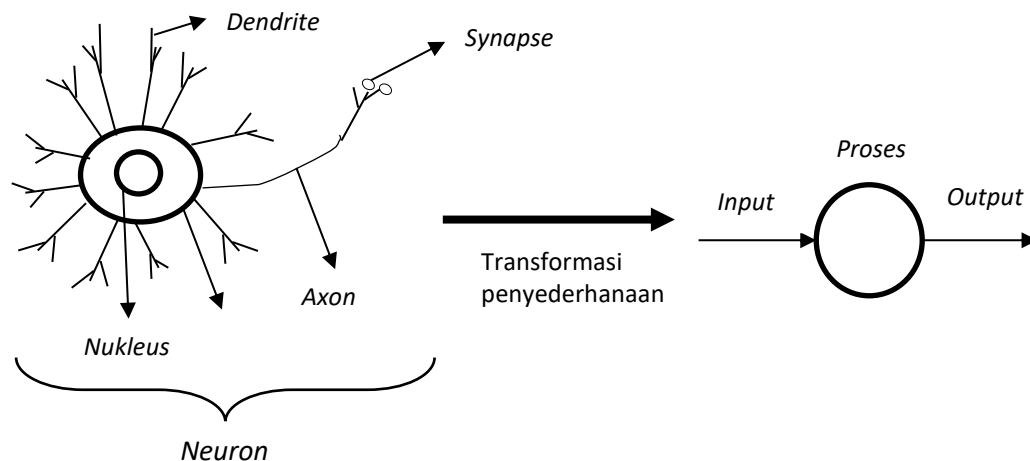 Dendrite
Synapse
Proses
Input
Output
Transformasi
penyederhanaan
Axon
Nukleus
Neuron